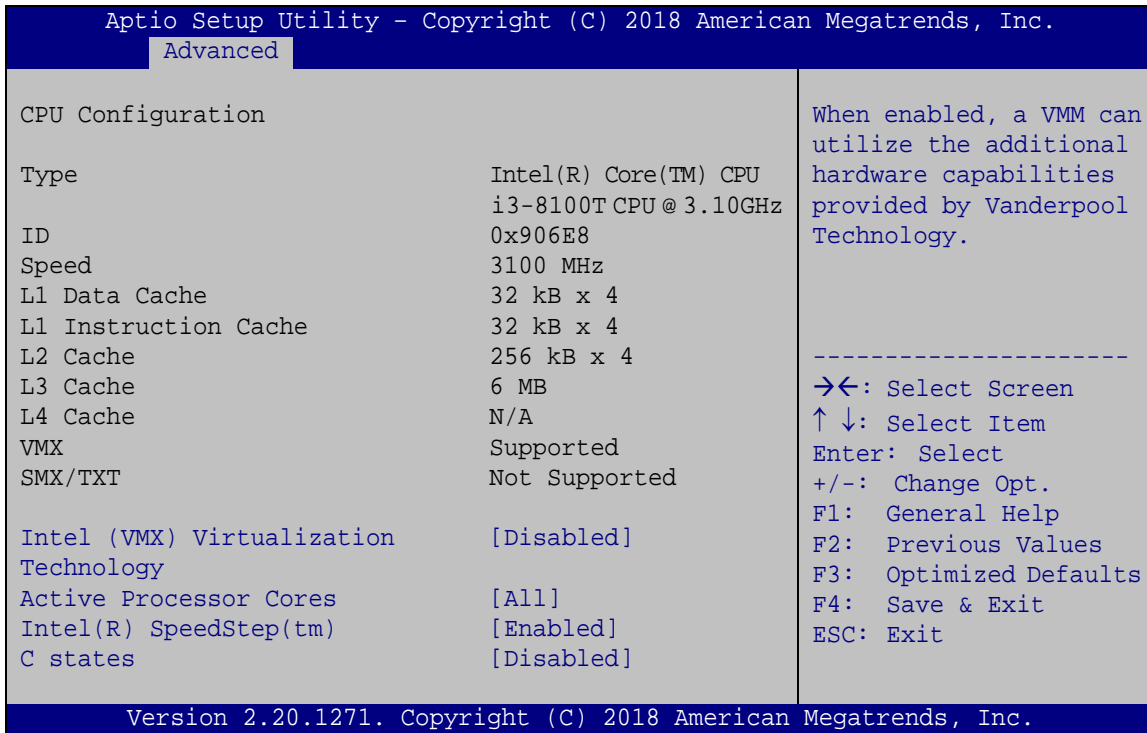 Aptio Setup Utility – Copyright (C) 2018 American Megatrends, Inc.
Advanced
CPU Configuration
Type Intel(R) Core(TM) CPU
i3-8100T CPU @ 3.10GHz
ID 0x906E8
Speed 3100 MHz
L1 Data Cache 32 kB x 4
L1 Instruction Cache 32 kB x 4
L2 Cache 256 kB x 4
L3 Cache 6 MB
L4 Cache N/A
VMX Supported
SMX/TXT Not Supported
Intel (VMX) Virtualization [Disabled]
Technology
Active Processor Cores [All]
Intel(R) SpeedStep(tm) [Enabled]
C states [Disabled]
When enabled, a VMM can
utilize the additional
hardware capabilities
provided by Vanderpool
Technology.
----------------------
→←: Select Screen
↑ ↓: Select Item
Enter: Select
+/-: Change Opt.
F1: General Help
F2: Previous Values
F3: Optimized Defaults
F4: Save & Exit
ESC: Exit
Version 2.20.1271. Copyright (C) 2018 American Megatrends, Inc.